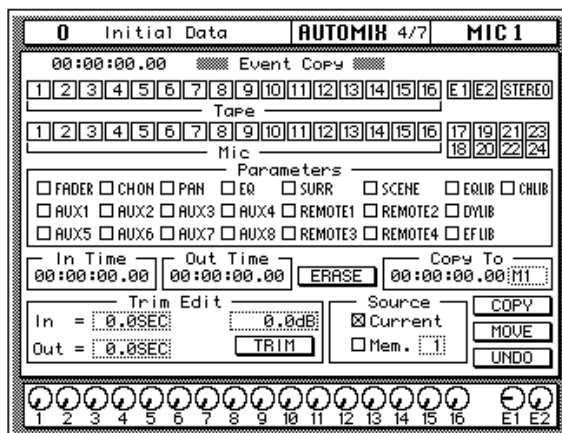 0 Initial Data AUTOMIX 4/7 MIC 1
00:00:00.00 Event Copy
1 2 3 4 5 6 7 8 9 10 11 12 13 14 15 16 E1 E2 STEREO
Tape
1 2 3 4 5 6 7 8 9 10 11 12 13 14 15 16 17 19 21 23
Mic 18 20 22 24
Parameters
FADER CHON PAN EQ SURR SCENE EQLIB CHLIB
AUX1 AUX2 AUX3 AUX4 REMOTE1 REMOTE2 DYLIB
AUX5 AUX6 AUX7 AUX8 REMOTE3 REMOTE4 EFLIB
In Time Out Time Copy To
00:00:00.00 00:00:00.00 ERASE 00:00:00.00 M1
Trim Edit Source COPY
In = 0.0SEC 0.0dB Current MOVE
Out = 0.0SEC TRIM Mem. 1 UNDO
1 2 3 4 5 6 7 8 9 10 11 12 13 14 15 16 E1 E2